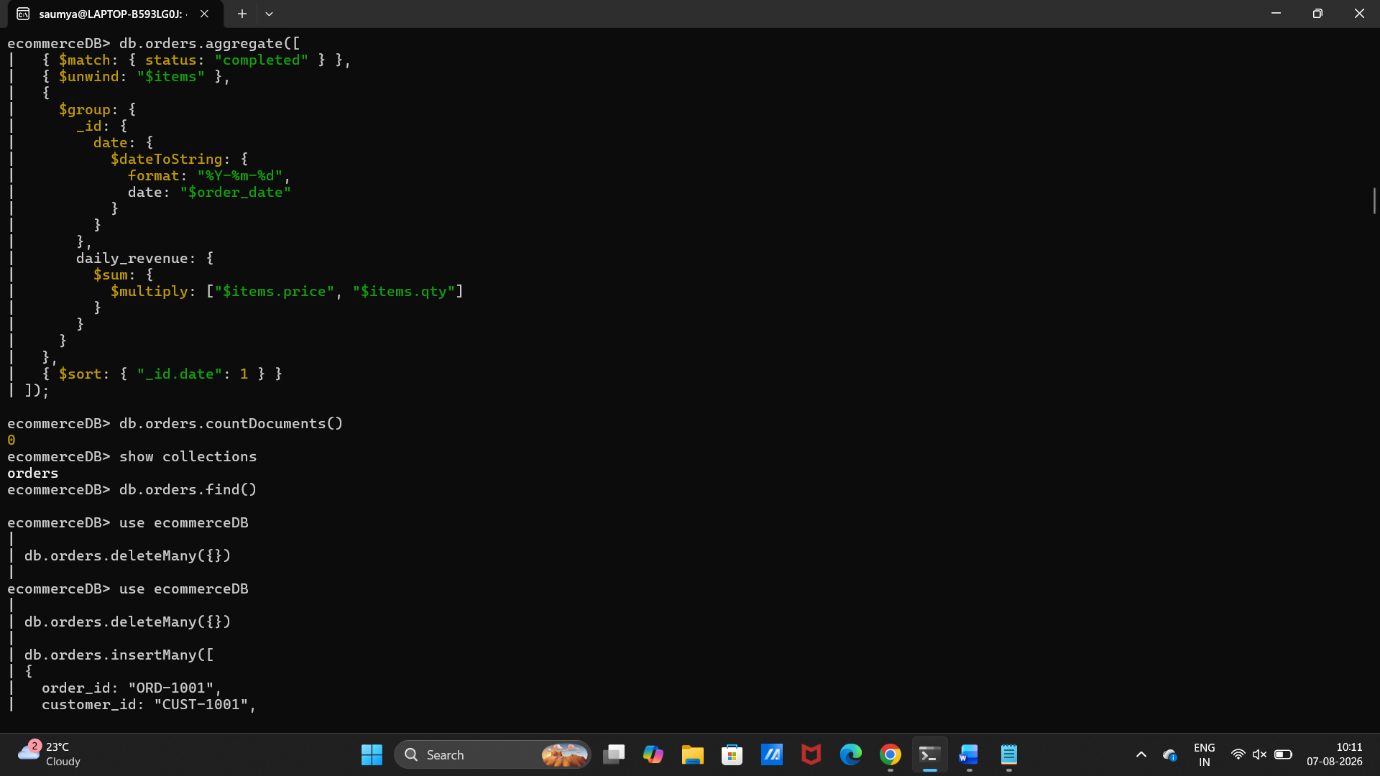 saumya@LAPTOP-B593LG0J: ·
ecommerceDB> db.orders.aggregate([
|   { $match: { status: "completed" } },
|   { $unwind: "$items" },
|   {
|     $group: {
|       _id: {
|         date: {
|           $dateToString: {
|             format: "%Y-%m-%d",
|             date: "$order_date"
|           }
|         }
|       },
|       daily_revenue: {
|         $sum: {
|           $multiply: ["$items.price", "$items.qty"]
|         }
|       }
|     }
|   },
|   { $sort: { "_id.date": 1 } }
| ]);
ecommerceDB> db.orders.countDocuments()
0
ecommerceDB> show collections
orders
ecommerceDB> db.orders.find()
ecommerceDB> use ecommerceDB
|
| db.orders.deleteMany({})
|
ecommerceDB> use ecommerceDB
|
| db.orders.deleteMany({})
|
| db.orders.insertMany([
| {
|   order_id: "ORD-1001",
|   customer_id: "CUST-1001",
2
23°C
Cloudy
Search
ENG
IN
10:11
07-08-2026